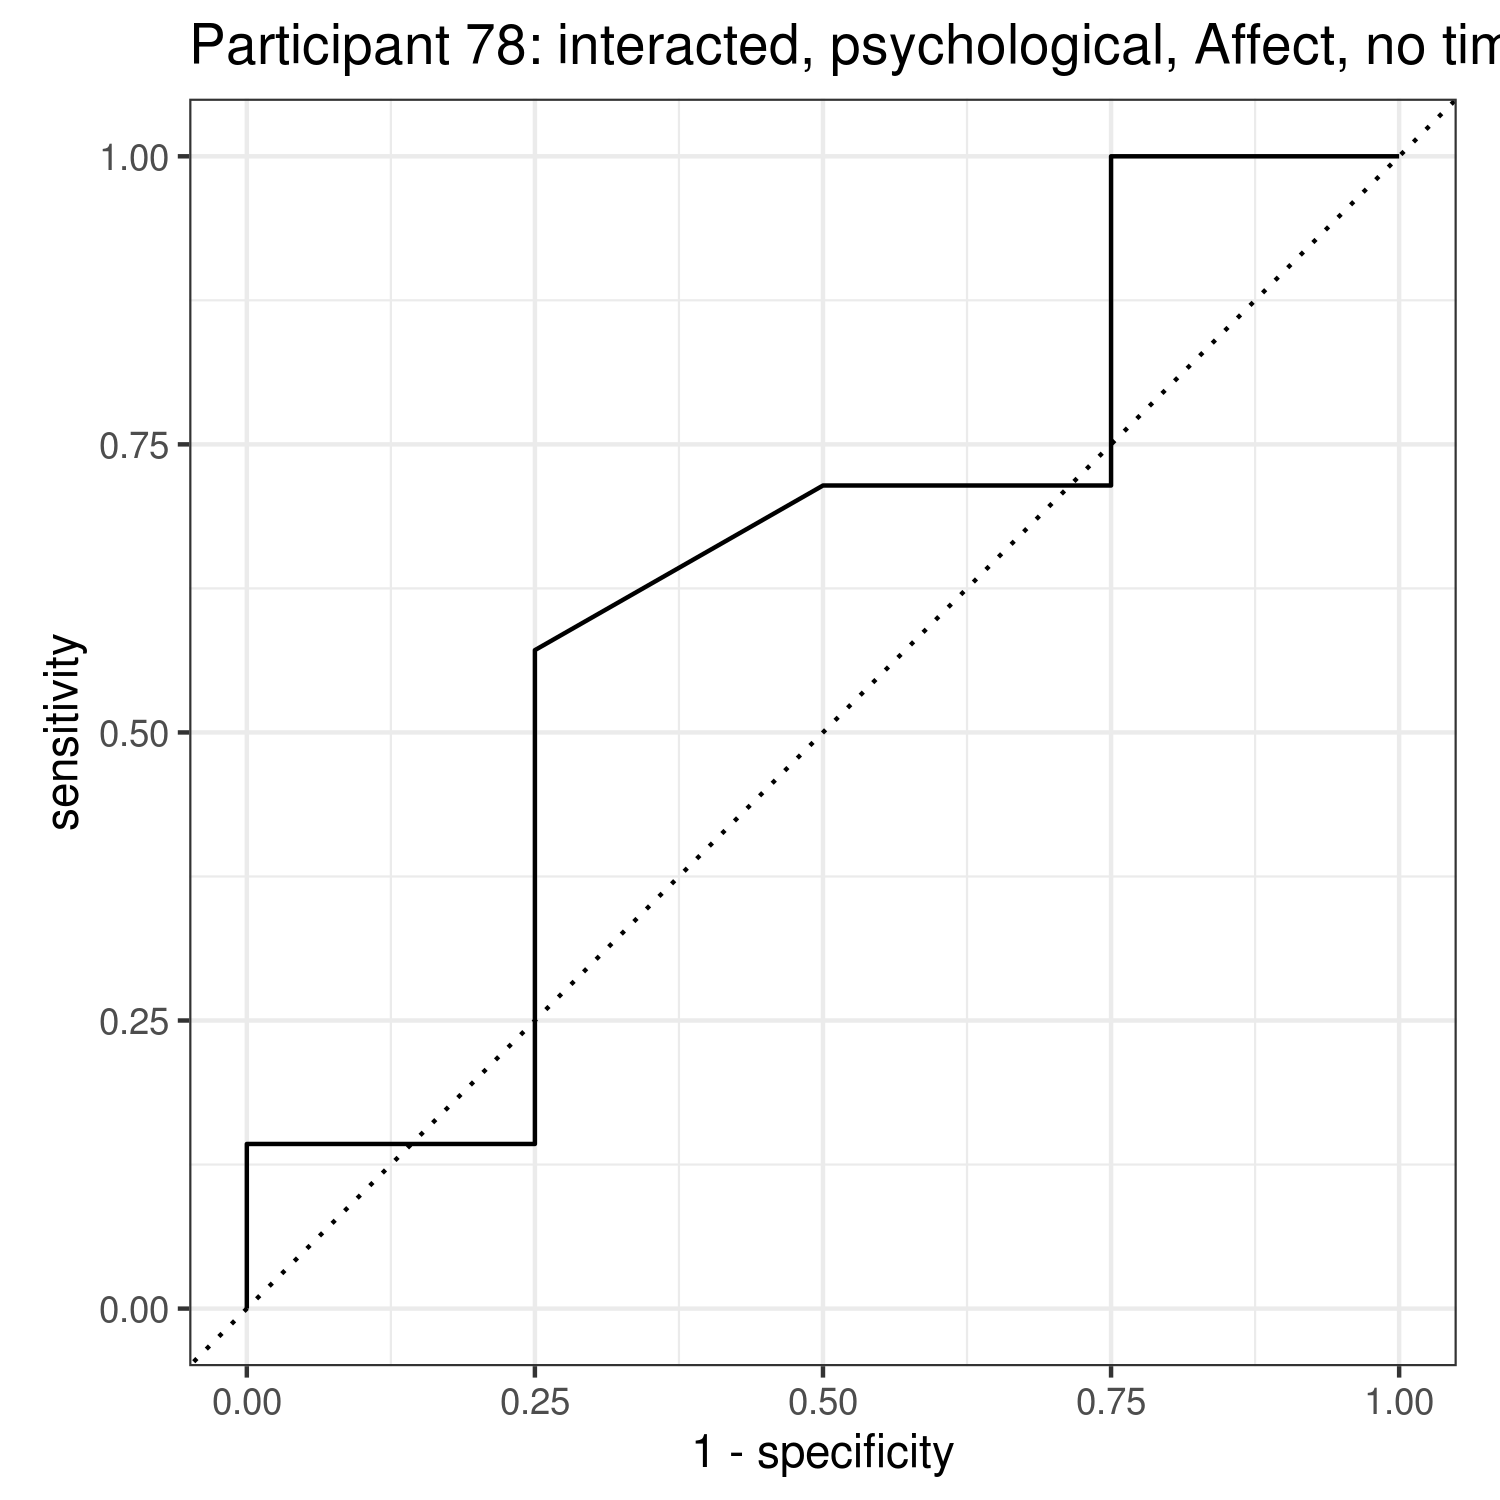 Participant 78: interacted, psychological, Affect, no tim
1.00
0.75
0.50
0.25
0.00
sensitivity
0.00 0.25 0.50 0.75 1.00
1 - specificity